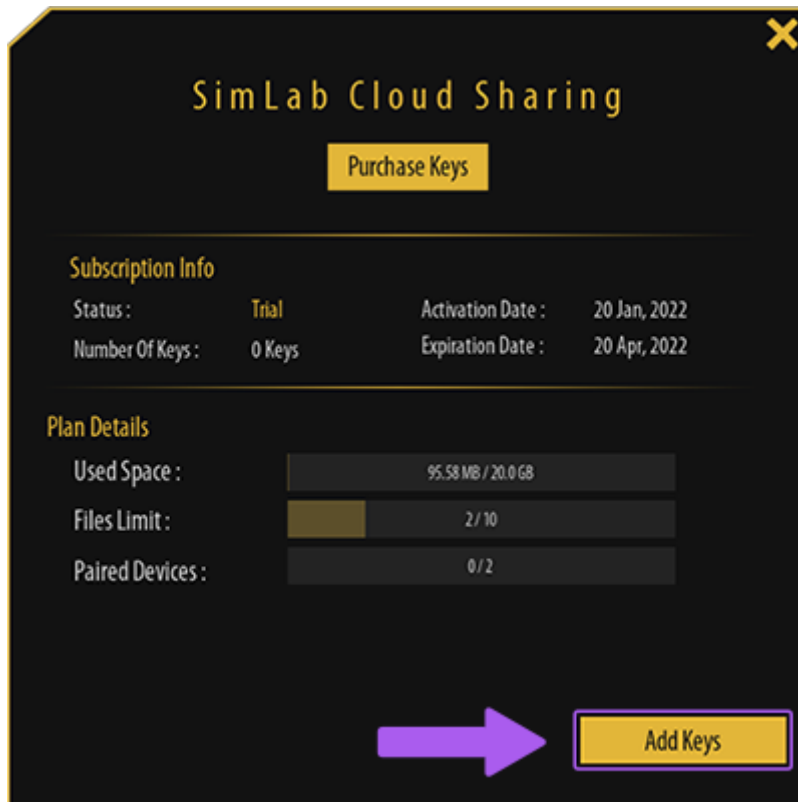 SimLab Cloud Sharing
Purchase Keys
Subscription Info
Status : Trial Activation Date : 20 Jan, 2022
Number Of Keys : 0 Keys Expiration Date : 20 Apr, 2022
Plan Details
Used Space : 95.58 MB / 20.0 GB
Files Limit : 2 / 10
Paired Devices : 0 / 2
Add Keys